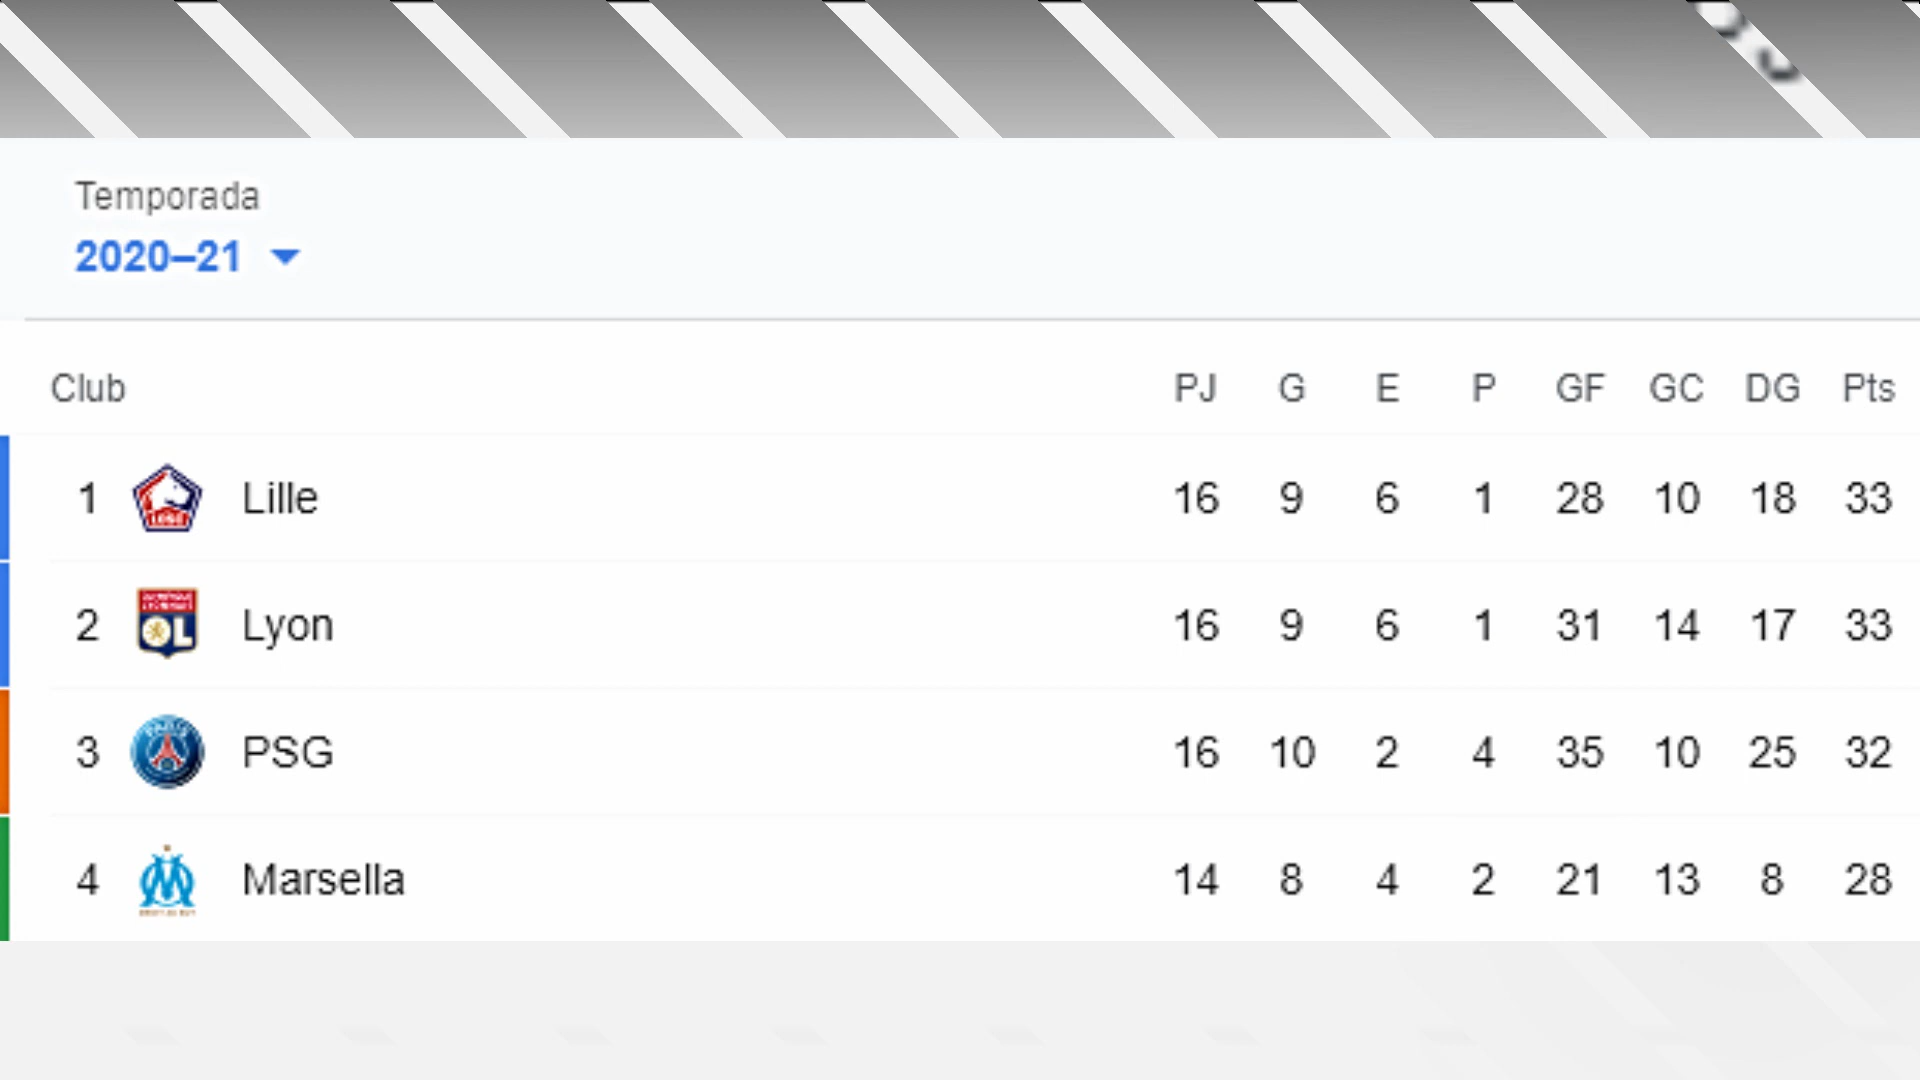 Temporada
2020–21
Club PJ G E P GF GC DG Pts
1 Lille 16 9 6 1 28 10 18 33
2 Lyon 16 9 6 1 31 14 17 33
3 PSG 16 10 2 4 35 10 25 32
4 Marsella 14 8 4 2 21 13 8 28